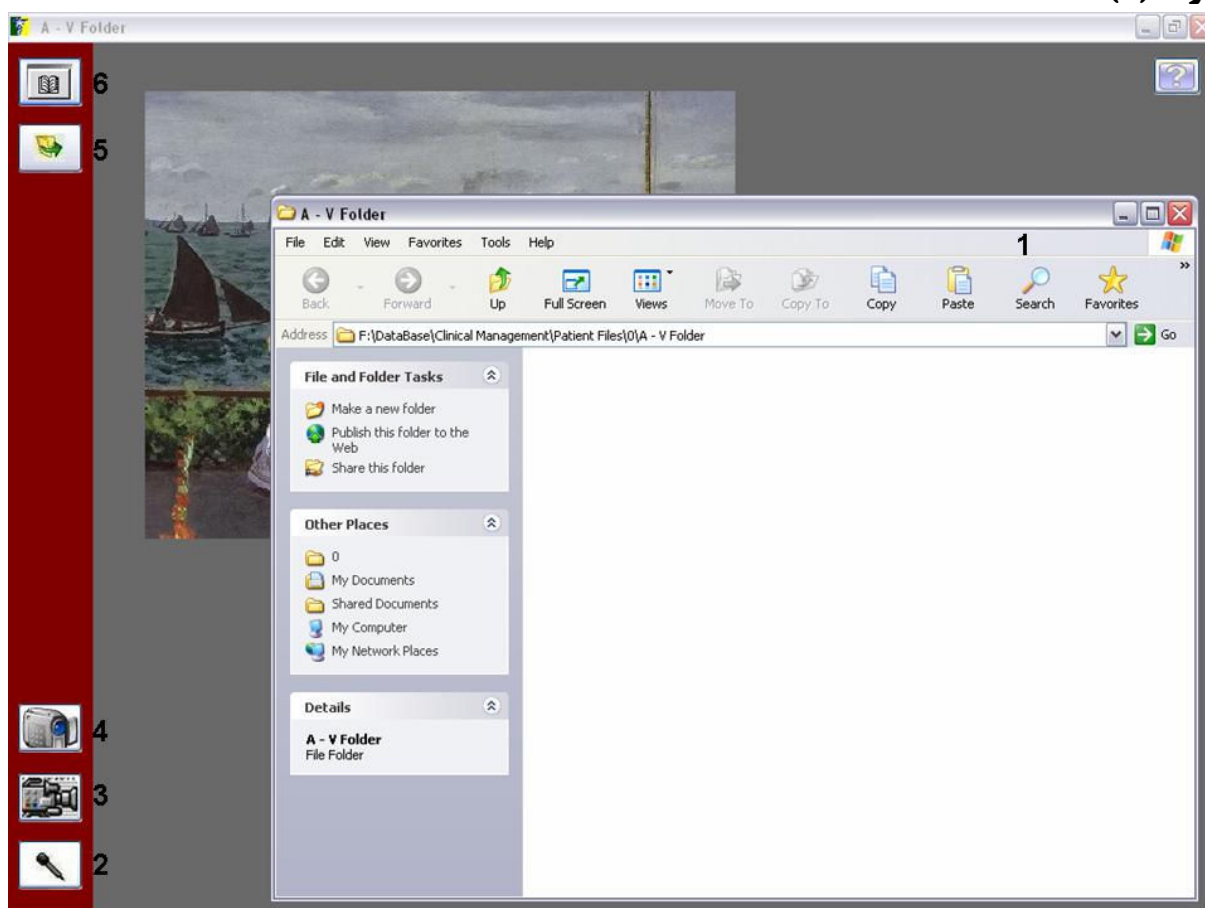 A - V Folder
6
5
A - V Folder
File Edit View Favorites Tools Help
1
Back Forward Up Full Screen Views Move To Copy To Copy Paste Search Favorites
»
Address F:\DataBase\Clinical Management\Patient Files\0\A - V Folder Go
File and Folder Tasks
Make a new folder
Publish this folder to the
Web
Share this folder
Other Places
0
My Documents
Shared Documents
My Computer
My Network Places
Details
A - V Folder
File Folder
4
3
2